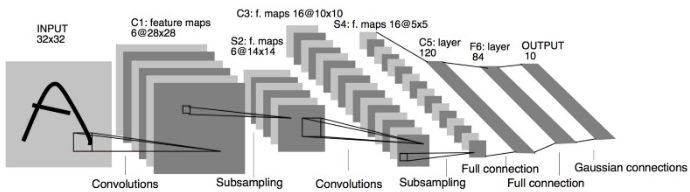 INPUT
32x32
C1: feature maps
6@28x28
S2: f. maps
6@14x14
C3: f. maps 16@10x10
S4: f. maps 16@5x5
C5: layer
120
F6: layer
84
OUTPUT
10
A
Convolutions
Subsampling
Convolutions
Subsampling
Full connection
Full connection
Gaussian connections